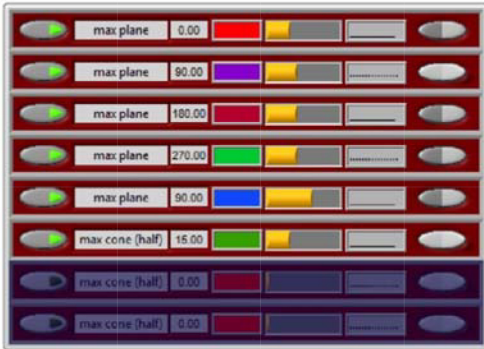 max plane 0.00
max plane 90.00
max plane 180.00
max plane 270.00
max plane 90.00
max cone (half) 15.00
max cone (half) 0.00
max cone (half) 0.00